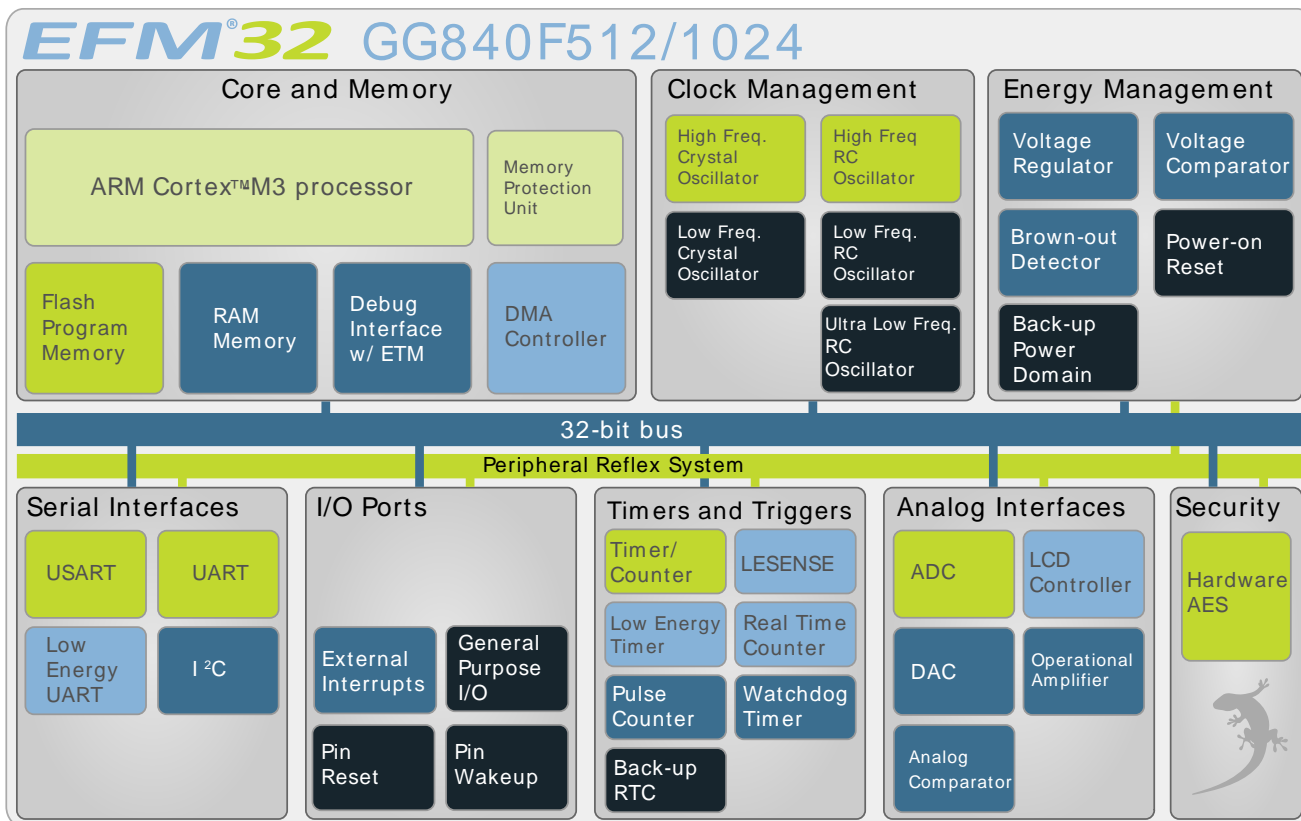 EFM®32 GG840F512/1024
Core and Memory
ARM Cortex™M3 processor
Memory
Protection
Unit
Flash
Program
Memory
RAM
Memory
Debug
Interface
w/ ETM
DMA
Controller
Clock Management
High Freq.
Crystal
Oscillator
High Freq
RC
Oscillator
Low Freq.
Crystal
Oscillator
Low Freq.
RC
Oscillator
Ultra Low Freq.
RC
Oscillator
Energy Management
Voltage
Regulator
Voltage
Comparator
Brown-out
Detector
Power-on
Reset
Back-up
Power
Domain
32-bit bus
Peripheral Reflex System
Serial Interfaces
USART
UART
Low
Energy
UART
I²C
I/O Ports
External
Interrupts
General
Purpose
I/O
Pin
Reset
Pin
Wakeup
Timers and Triggers
Timer/
Counter
LESENSE
Low Energy
Timer
Real Time
Counter
Pulse
Counter
Watchdog
Timer
Back-up
RTC
Analog Interfaces
ADC
LCD
Controller
DAC
Operational
Amplifier
Analog
Comparator
Security
Hardware
AES